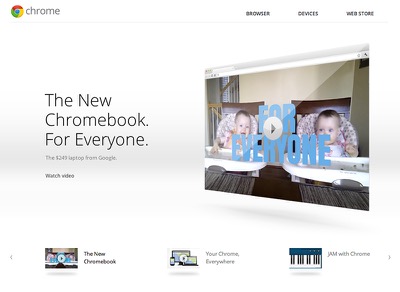 chrome
BROWSER
DEVICES
WEB STORE
The New
Chromebook.
For Everyone.
The $249 laptop from Google.
Watch video
FOR
EVERYONE
The New
Chromebook
Your Chrome,
Everywhere
JAM with Chrome